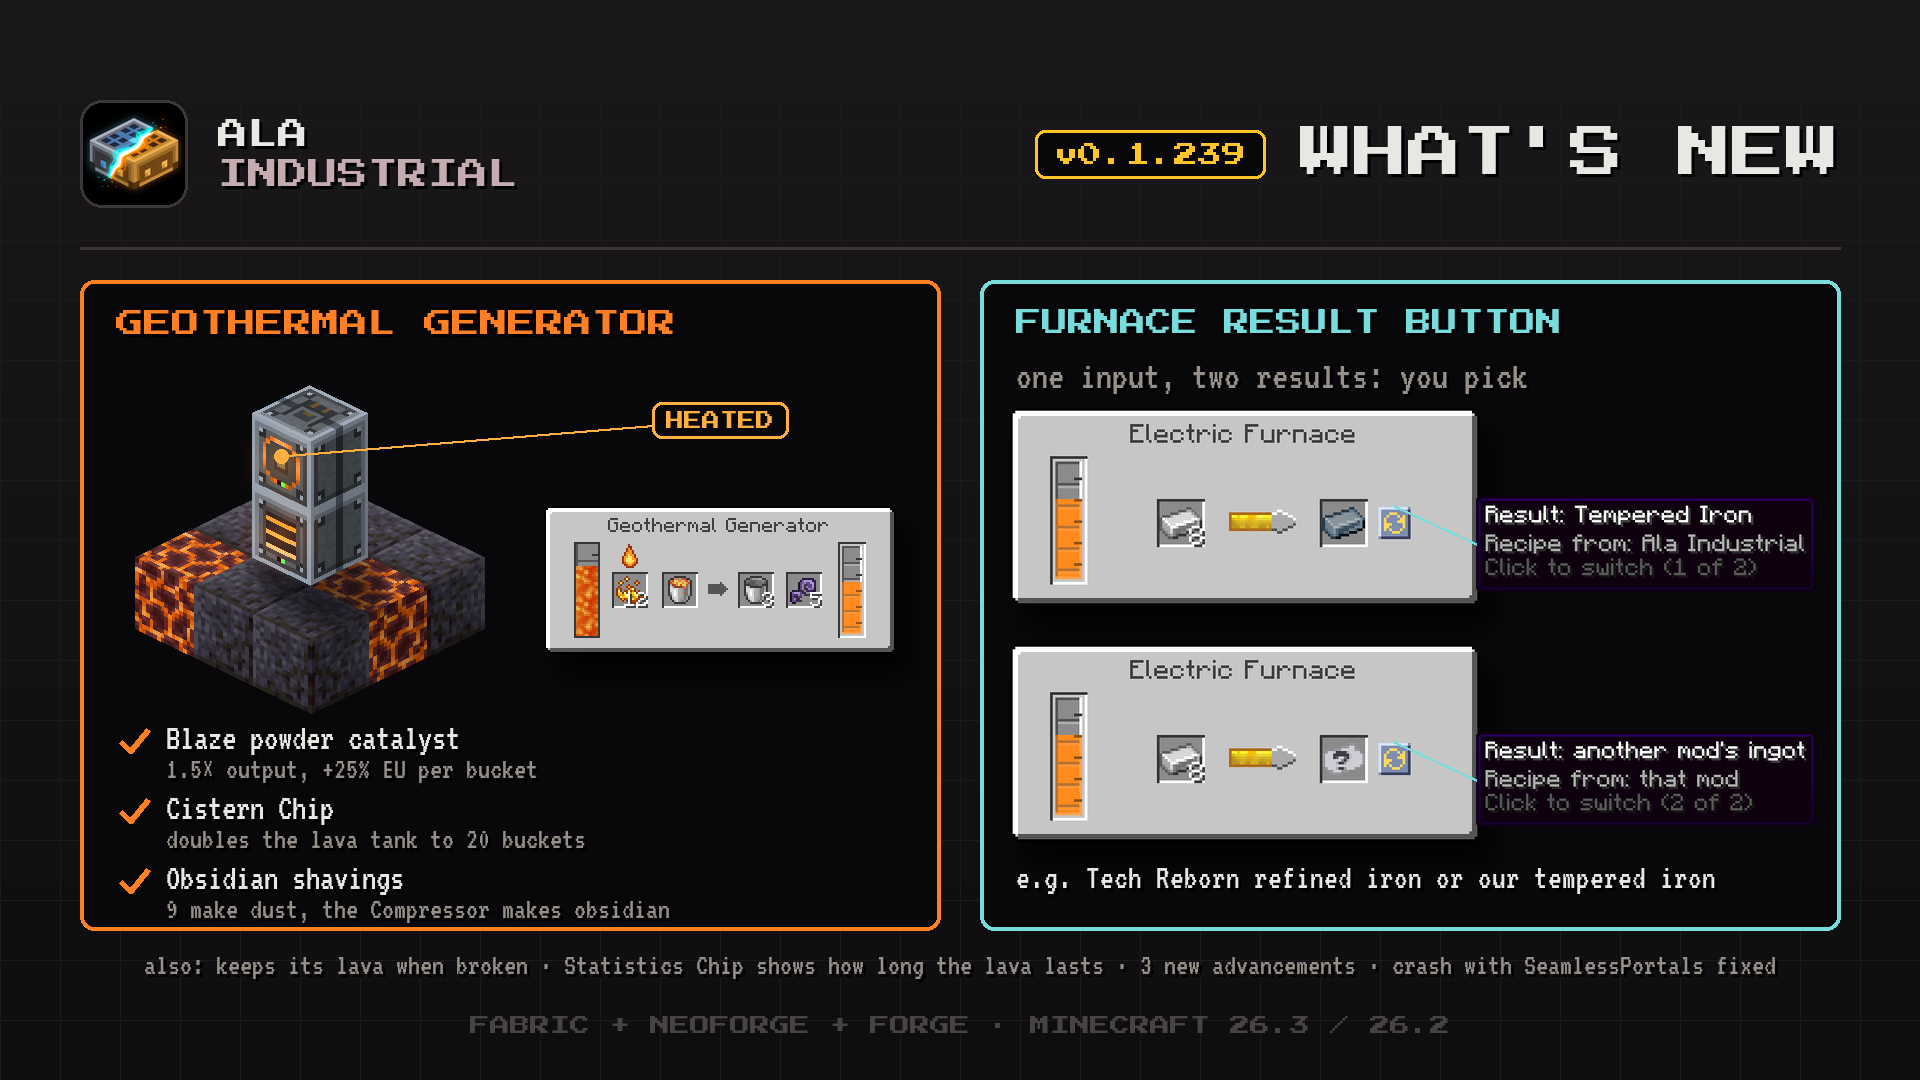 ALA
INDUSTRIAL
v0.1.239
WHAT'S NEW
GEOTHERMAL GENERATOR
HEATED
Geothermal Generator
12
8
5
Blaze powder catalyst
1.5X output, +25% EU per bucket
Cistern Chip
doubles the lava tank to 20 buckets
Obsidian shavings
9 make dust, the Compressor makes obsidian
FURNACE RESULT BUTTON
one input, two results: you pick
Electric Furnace
8
Result: Tempered Iron
Recipe from: Ala Industrial
Click to switch (1 of 2)
Electric Furnace
8
?
Result: another mod's ingot
Recipe from: that mod
Click to switch (2 of 2)
e.g. Tech Reborn refined iron or our tempered iron
also: keeps its lava when broken · Statistics Chip shows how long the lava lasts · 3 new advancements · crash with SeamlessPortals fixed
FABRIC + NEOFORGE + FORGE · MINECRAFT 26.3 / 26.2